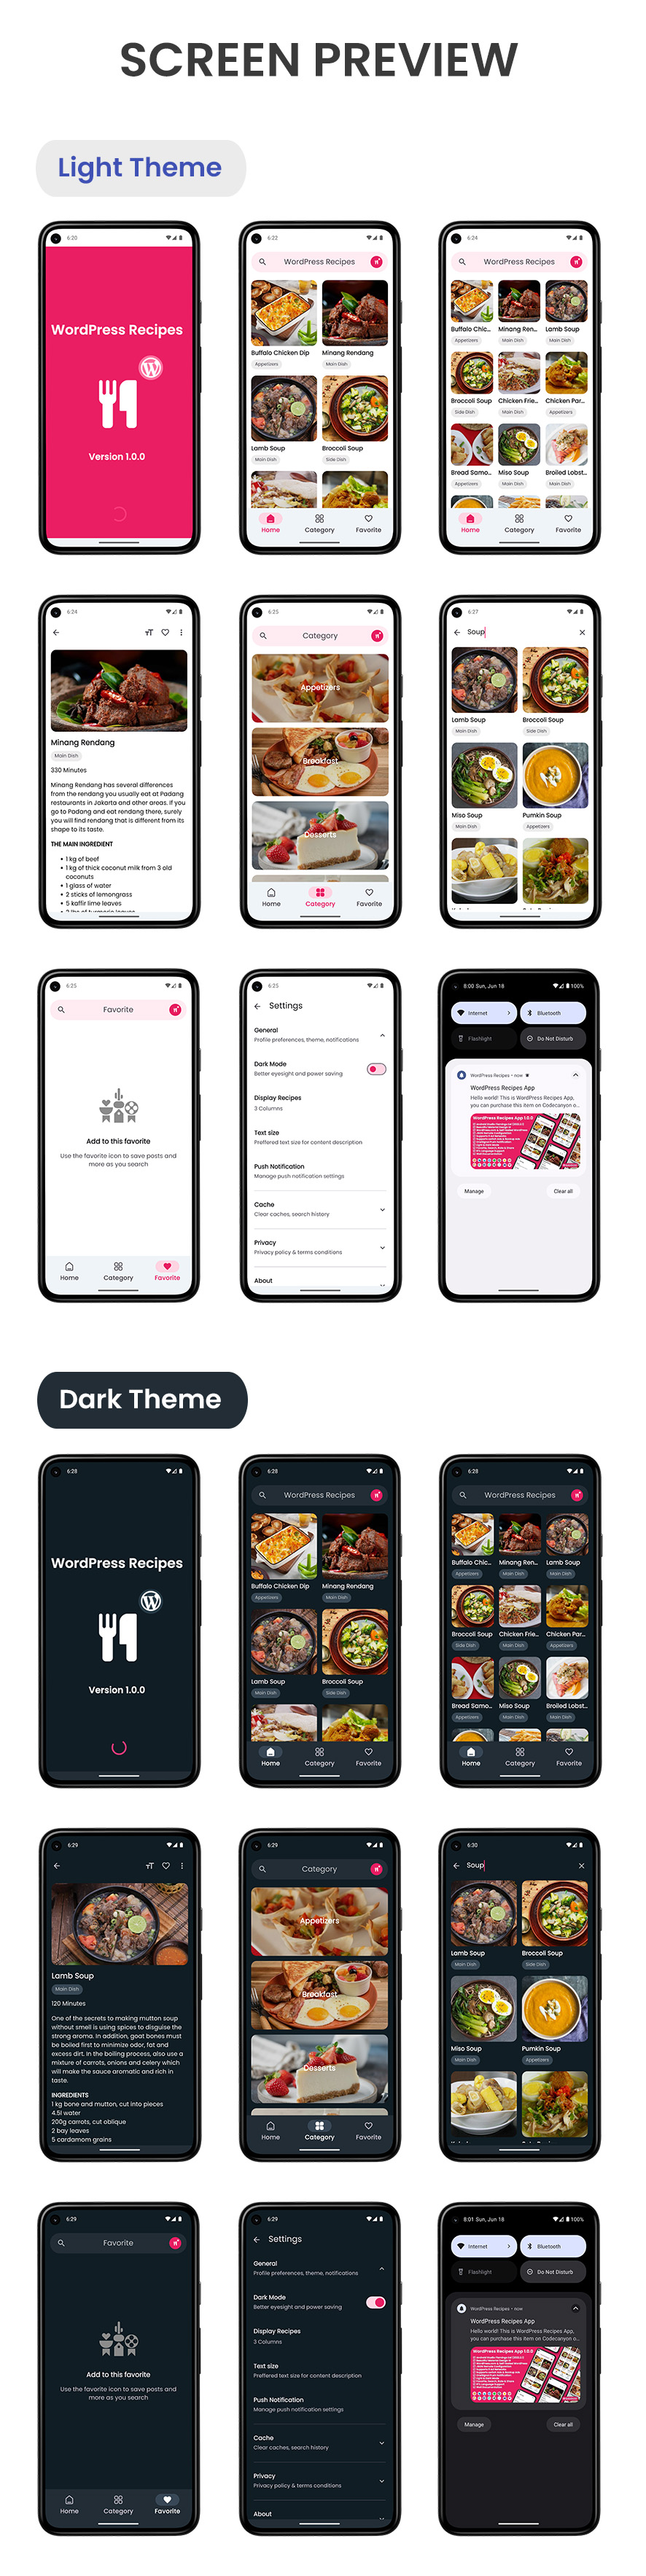 SCREEN PREVIEW
Light Theme
6:20
WordPress Recipes
Version 1.0.0
6:22
WordPress Recipes
Buffalo Chicken Dip
Appetizers
Minang Rendang
Main Dish
Lamb Soup
Main Dish
Broccoli Soup
Side Dish
Home
Category
Favorite
6:24
WordPress Recipes
Buffalo Chic...
Appetizers
Minang Ren...
Main Dish
Lamb Soup
Main Dish
Broccoli Soup
Side Dish
Chicken Frie...
Main Dish
Chicken Par...
Appetizers
Bread Samo...
Appetizers
Miso Soup
Main Dish
Broiled Lobst...
Main Dish
Home
Category
Favorite
6:24
Minang Rendang
Main Dish
330 Minutes
Minang Rendang has several differences
from the rendang you usually eat at Padang
restaurants in Jakarta and other areas. If you
go to Padang and eat rendang there, surely
you will find rendang that is different from its
shape to its taste.
THE MAIN INGREDIENT
• 1 kg of beef
• 1 kg of thick coconut milk from 3 old
coconuts
• 1 glass of water
• 2 sticks of lemongrass
• 5 kaffir lime leaves
6:25
Category
Appetizers
Breakfast
Desserts
Home
Category
Favorite
6:27
Soup
Lamb Soup
Main Dish
Broccoli Soup
Side Dish
Miso Soup
Main Dish
Pumkin Soup
Appetizers
6:25
Favorite
Add to this favorite
Use the favorite icon to save posts and
more as you search
Home
Category
Favorite
6:25
Settings
General
Profile preferences, theme, notifications
Dark Mode
Better eyesight and power saving
Display Recipes
3 Columns
Text size
Preffered text size for content description
Push Notification
Manage push notification settings
Cache
Clear caches, search history
Privacy
Privacy policy & terms conditions
About
8:00 Sun, Jun 18
100%
Internet
Bluetooth
Flashlight
Do Not Disturb
WordPress Recipes • now
WordPress Recipes App
Hello world! This is WordPress Recipes App,
you can purchase this item on Codecanyon o...
WordPress Recipes App 1.0.0
Manage
Clear all
Dark Theme
6:28
WordPress Recipes
Version 1.0.0
6:28
WordPress Recipes
Buffalo Chicken Dip
Appetizers
Minang Rendang
Main Dish
Lamb Soup
Main Dish
Broccoli Soup
Side Dish
Home
Category
Favorite
6:28
WordPress Recipes
Buffalo Chic...
Appetizers
Minang Ren...
Main Dish
Lamb Soup
Main Dish
Broccoli Soup
Side Dish
Chicken Frie...
Main Dish
Chicken Par...
Appetizers
Bread Samo...
Appetizers
Miso Soup
Main Dish
Broiled Lobst...
Main Dish
Home
Category
Favorite
6:29
Lamb Soup
Main Dish
120 Minutes
One of the secrets to making mutton soup
without smell is using spices to disguise the
strong aroma. In addition, goat bones must
be boiled first to minimize odor, fat and
excess dirt. In the boiling process, also use a
mixture of carrots, onions and celery which
will make the sauce aromatic and rich in
taste.
INGREDIENTS
1 kg bone and mutton, cut into pieces
4.5l water
200g carrots, cut oblique
2 bay leaves
5 cardamom grains
6:29
Category
Appetizers
Breakfast
Desserts
Home
Category
Favorite
6:30
Soup
Lamb Soup
Main Dish
Broccoli Soup
Side Dish
Miso Soup
Main Dish
Pumkin Soup
Appetizers
6:29
Favorite
Add to this favorite
Use the favorite icon to save posts and
more as you search
Home
Category
Favorite
6:29
Settings
General
Profile preferences, theme, notifications
Dark Mode
Better eyesight and power saving
Display Recipes
3 Columns
Text size
Preffered text size for content description
Push Notification
Manage push notification settings
Cache
Clear caches, search history
Privacy
Privacy policy & terms conditions
About
8:01 Sun, Jun 18
100%
Internet
Bluetooth
Flashlight
Do Not Disturb
WordPress Recipes • now
WordPress Recipes App
Hello world! This is WordPress Recipes App,
you can purchase this item on Codecanyon o...
WordPress Recipes App 1.0.0
Manage
Clear all